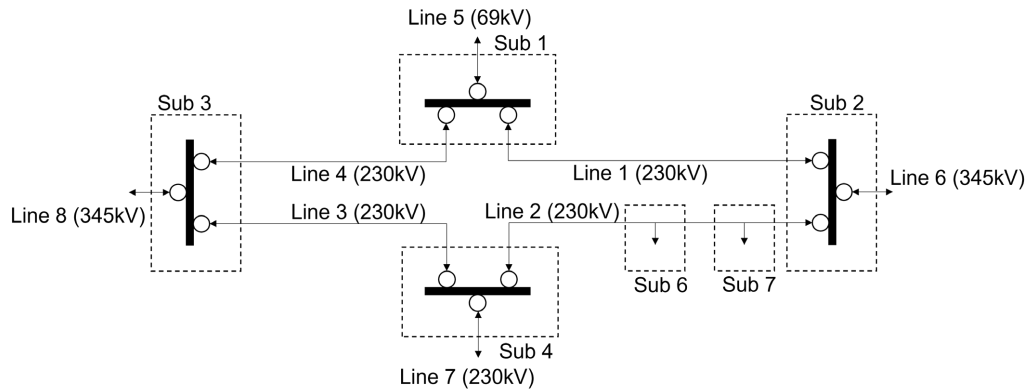 Line 5 (69kV)
Sub 1
Sub 3
Sub 2
Line 4 (230kV)
Line 1 (230kV)
Line 6 (345kV)
Line 8 (345kV)
Line 3 (230kV)
Line 2 (230kV)
Sub 6
Sub 7
Sub 4
Line 7 (230kV)